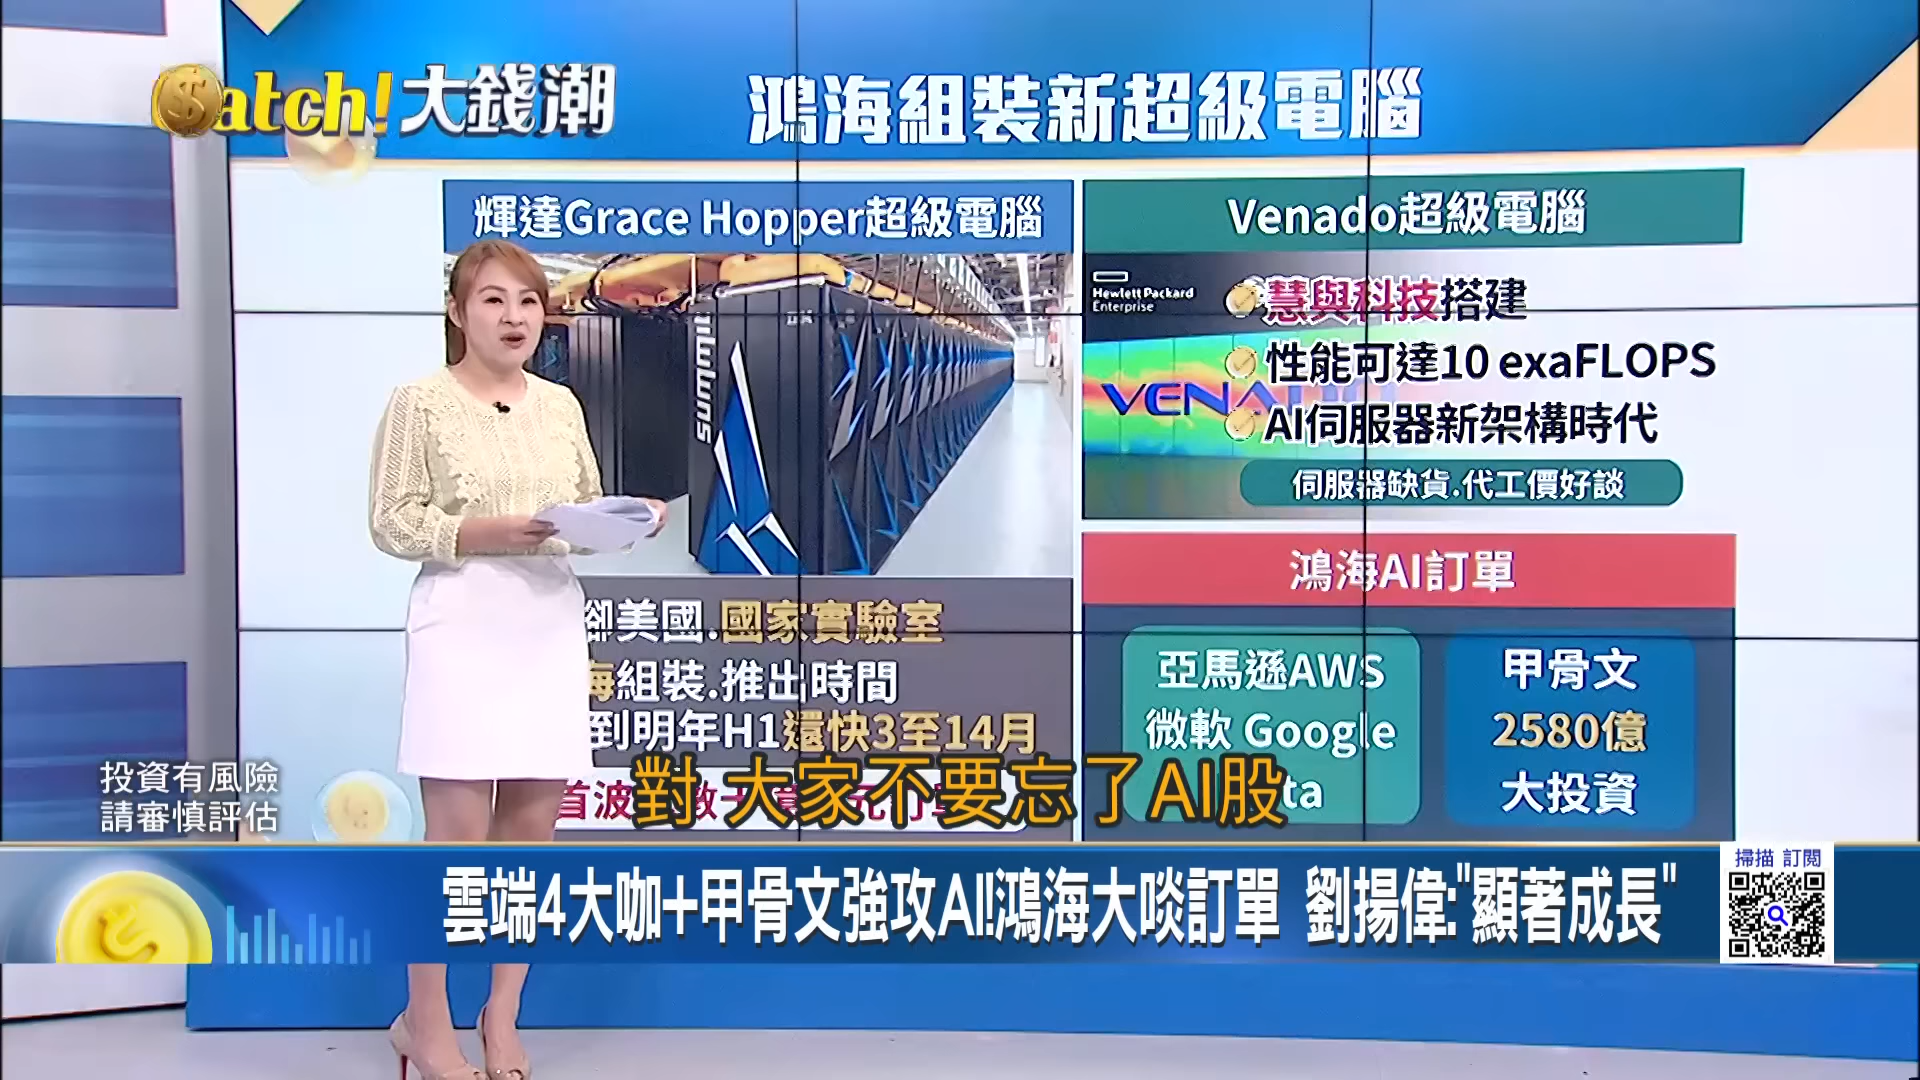 $atch!大錢潮
鴻海組裝新超級電腦
輝達Grace Hopper超級電腦
summit
IBM
腳美國.國家實驗室
海組裝.推出時間
到明年H1還快3至14月
首波
Venado超級電腦
Hewlett Packard
Enterprise
慧與科技搭建
性能可達10 exaFLOPS
VENADO
AI伺服器新架構時代
伺服器缺貨.代工價好談
鴻海AI訂單
亞馬遜AWS
微軟 Google
ta
甲骨文
2580億
大投資
對 大家不要忘了AI股
投資有風險
請審慎評估
雲端4大咖+甲骨文強攻AI!鴻海大啖訂單 劉揚偉:"顯著成長"
掃描 訂閱